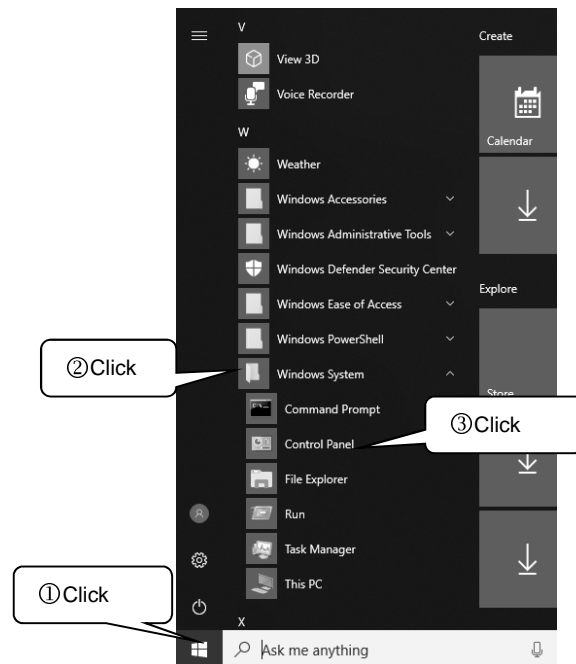 V
Create
View 3D
Voice Recorder
Calendar
W
Weather
Windows Accessories
Windows Administrative Tools
Windows Defender Security Center
Explore
Windows Ease of Access
Windows PowerShell
②Click
Windows System
Store
Command Prompt
③Click
Control Panel
File Explorer
Run
Task Manager
①Click
This PC
X
Ask me anything